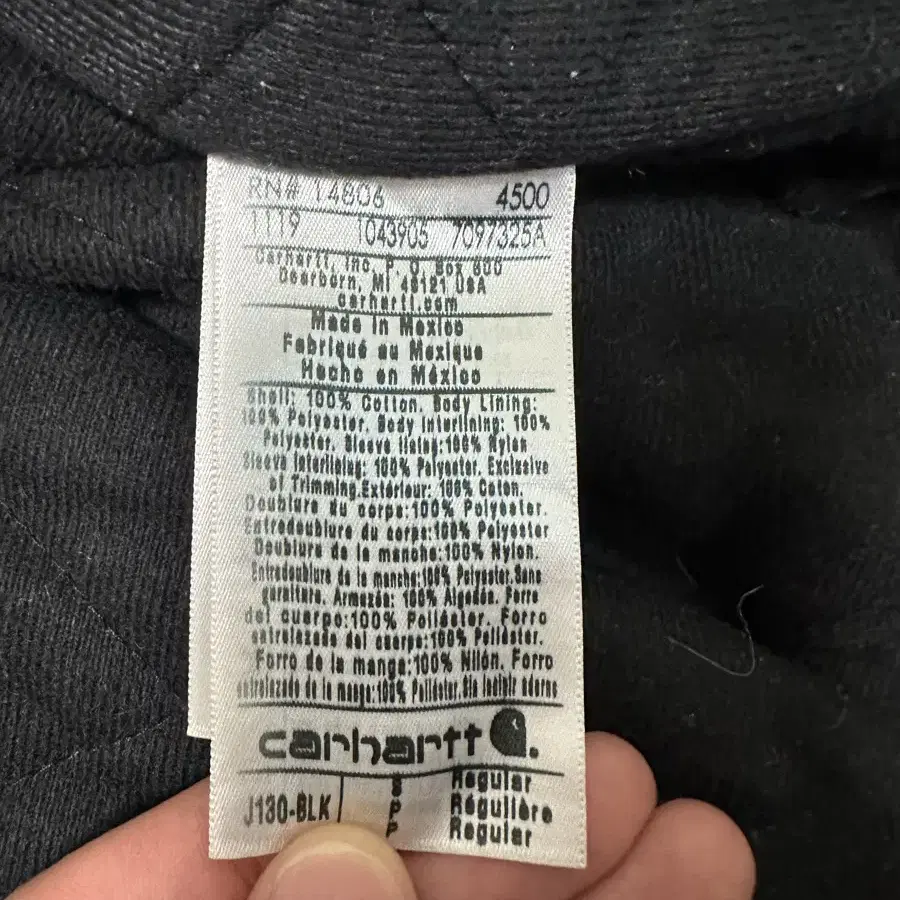 RN# 14806 4500
1119 1043905 7097325A
Carhartt, Inc. P. O. Box 600
Dearborn, MI 48121 USA
carhartt.com
Made in Mexico
Fabriqué au Mexique
Hecho en México
Shell: 100% Cotton. Body Lining:
100% Polyester. Body Interlining: 100%
Polyester. Sleeve lining:100% Nylon
Sleeve Interlining: 100% Polyester. Exclusive
of Trimming.Extérieur: 100% Coton.
Doublure du corps:100% Polyester.
Entredoublure du corps:100% Polyester
Doublure de la manche:100% Nylon.
Entredoublure de la manche:100% Polyester.Sans
garniture. Armazón: 100% Algodón. Forro
del cuerpo:100% Poliéster. Forro
entrelazado del cuerpo:100% Poliéster.
Forro de la manga:100% Nilón. Forro
entrelazado de la manga:100% Poliéster.Sin incluir adornos
carhartt
J130-BLK S Regular
P Régulière
P Regular